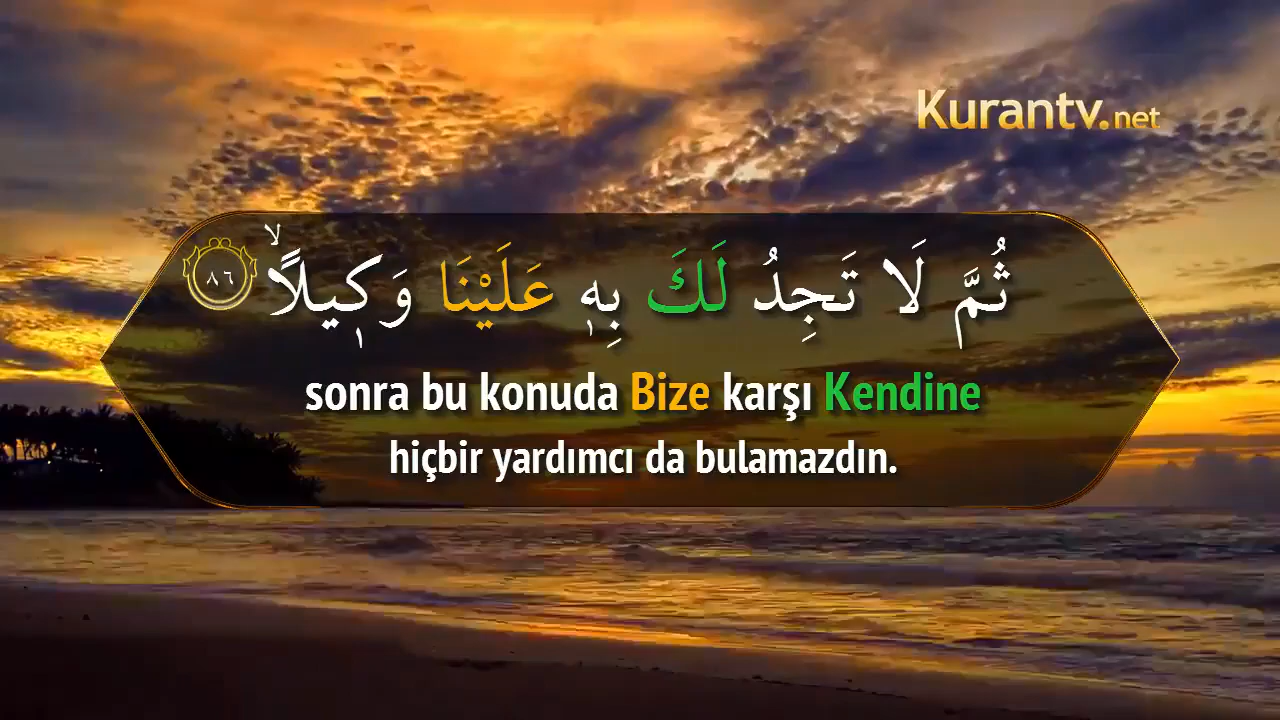 Kurantv.net
ثُمَّ لَا تَجِدُ لَكَ بِهٖ عَلَيْنَا وَكٖيلًاۙ ﴿٨٦﴾
sonra bu konuda Bize karşı Kendine
hiçbir yardımcı da bulamazdın.